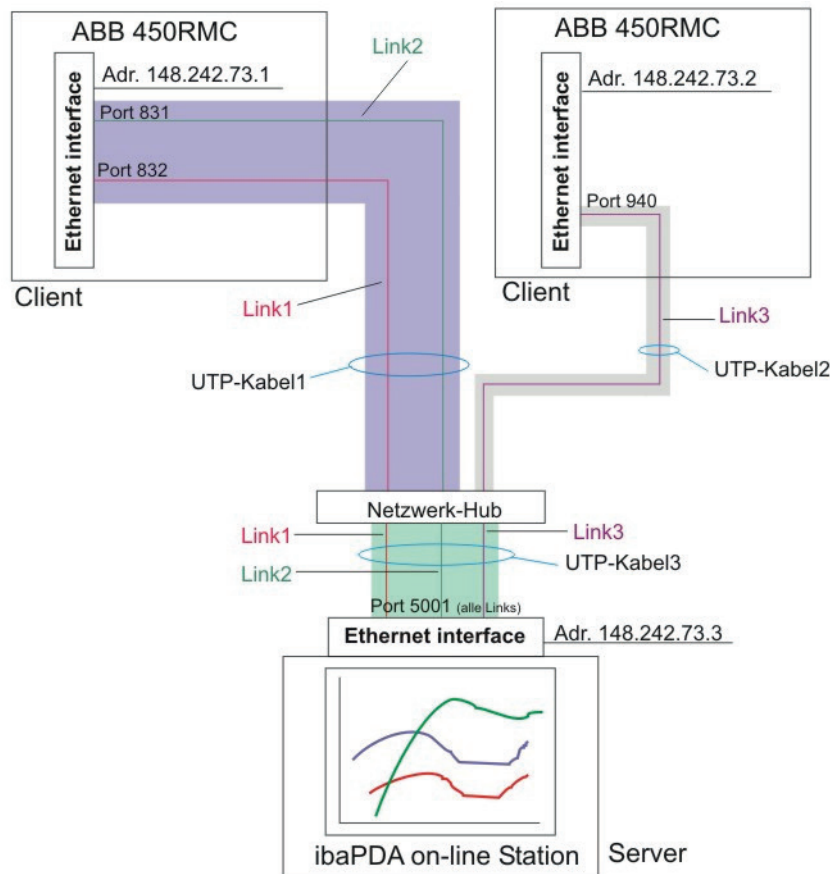 ABB 450RMC
Ethernet interface
Adr. 148.242.73.1
Port 831
Port 832
Client
Link2
Link1
UTP-Kabel1
ABB 450RMC
Ethernet interface
Adr. 148.242.73.2
Port 940
Client
Link3
UTP-Kabel2
Netzwerk-Hub
Link1
Link2
Link3
UTP-Kabel3
Port 5001 (alle Links)
Ethernet interface
Adr. 148.242.73.3
ibaPDA on-line Station
Server